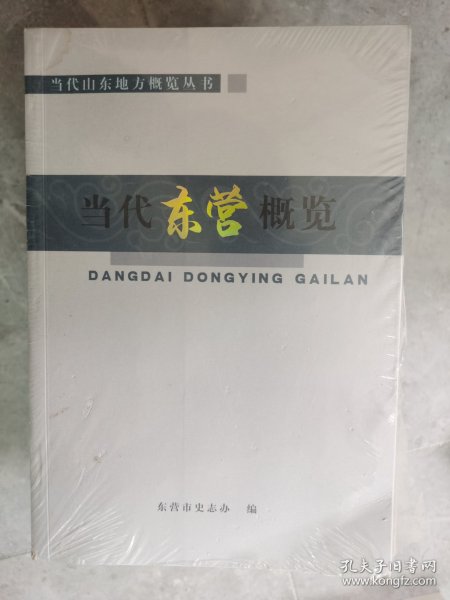 当代山东地方概览丛书
当代东营概览
DANGDAI DONGYING GAILAN
东营市史志办 编
孔夫子旧书网
www.kongfz.com